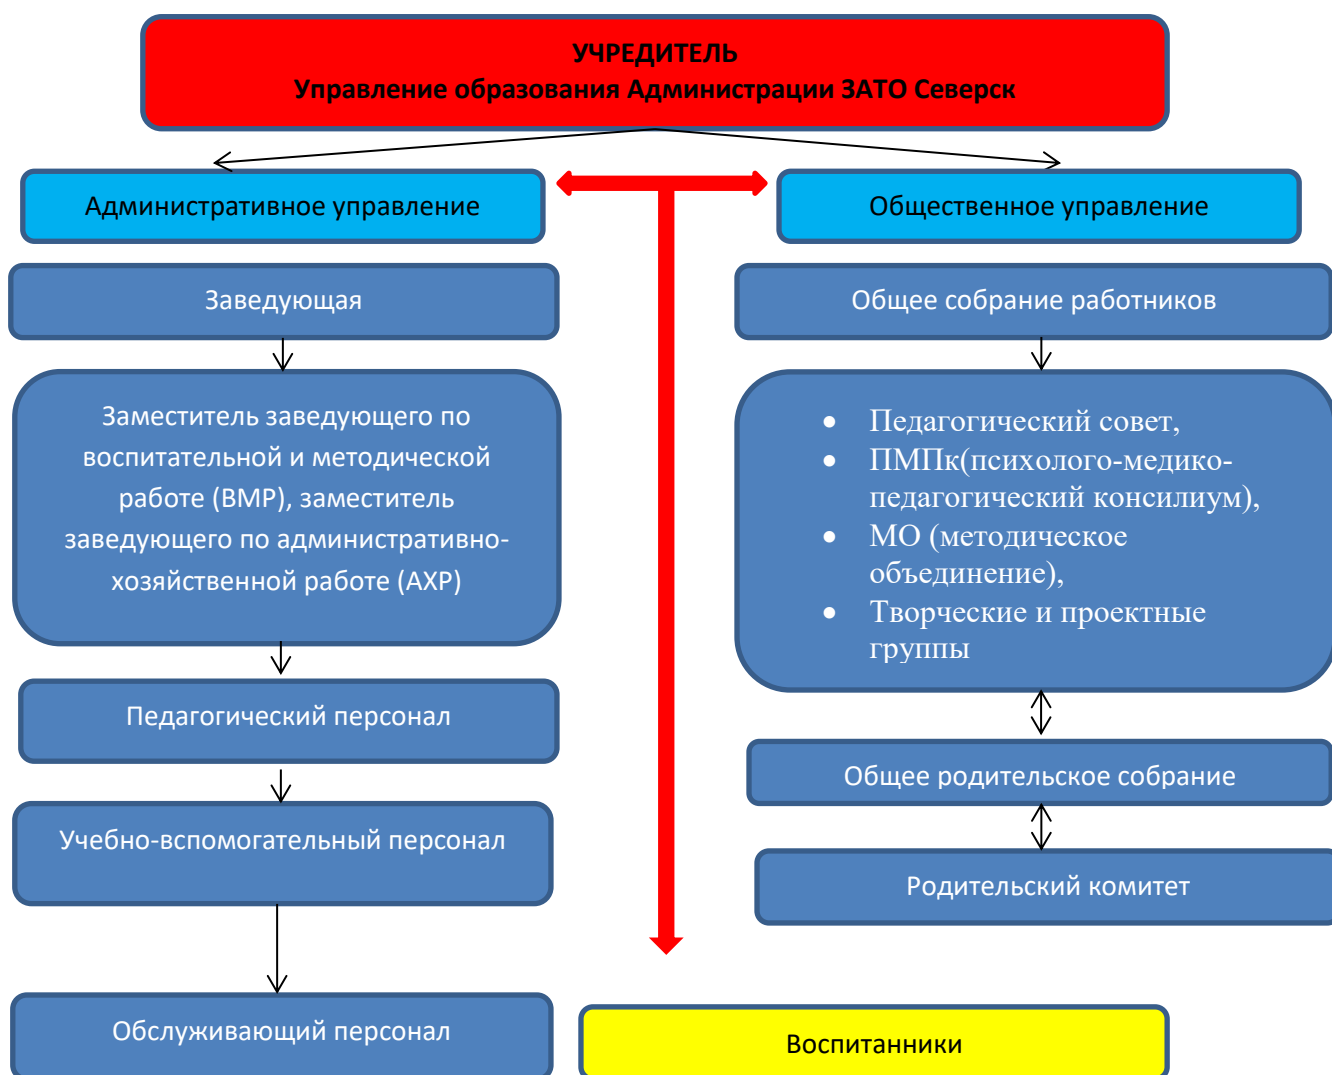 УЧРЕДИТЕЛЬ
Управление образования Администрации ЗАТО Северск
Административное управление
Общественное управление
Заведующая
Общее собрание работников
Заместитель заведующего по
воспитательной и методической
работе (ВМР), заместитель
заведующего по административно-
хозяйственной работе (АХР)
• Педагогический совет,
• ПМПк(психолого-медико-
педагогический консилиум),
• МО (методическое
объединение),
• Творческие и проектные
группы
Педагогический персонал
Общее родительское собрание
Учебно-вспомогательный персонал
Родительский комитет
Обслуживающий персонал
Воспитанники